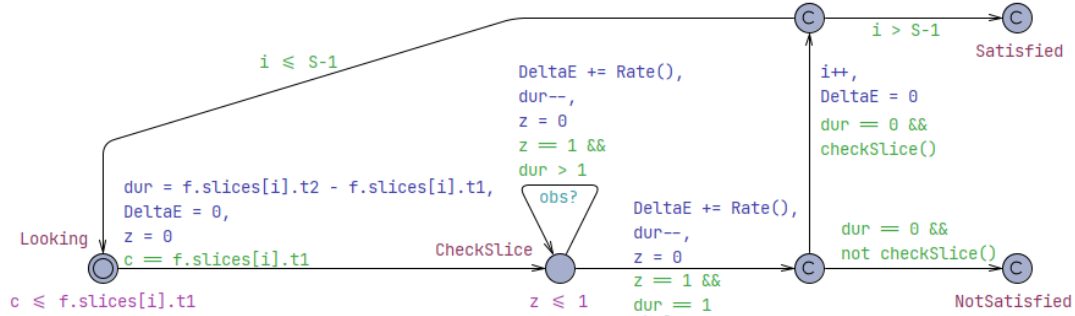 C
C
i > S-1
Satisfied
i ⩽ S-1
DeltaE += Rate(),
dur--,
z = 0
z == 1 &&
dur > 1
obs?
i++,
DeltaE = 0
dur == 0 &&
checkSlice()
dur = f.slices[i].t2 - f.slices[i].t1,
DeltaE = 0,
z = 0
c == f.slices[i].t1
Looking
c ⩽ f.slices[i].t1
CheckSlice
z ⩽ 1
DeltaE += Rate(),
dur--,
z = 0
z == 1 &&
dur == 1
C
dur == 0 &&
not checkSlice()
C
NotSatisfied